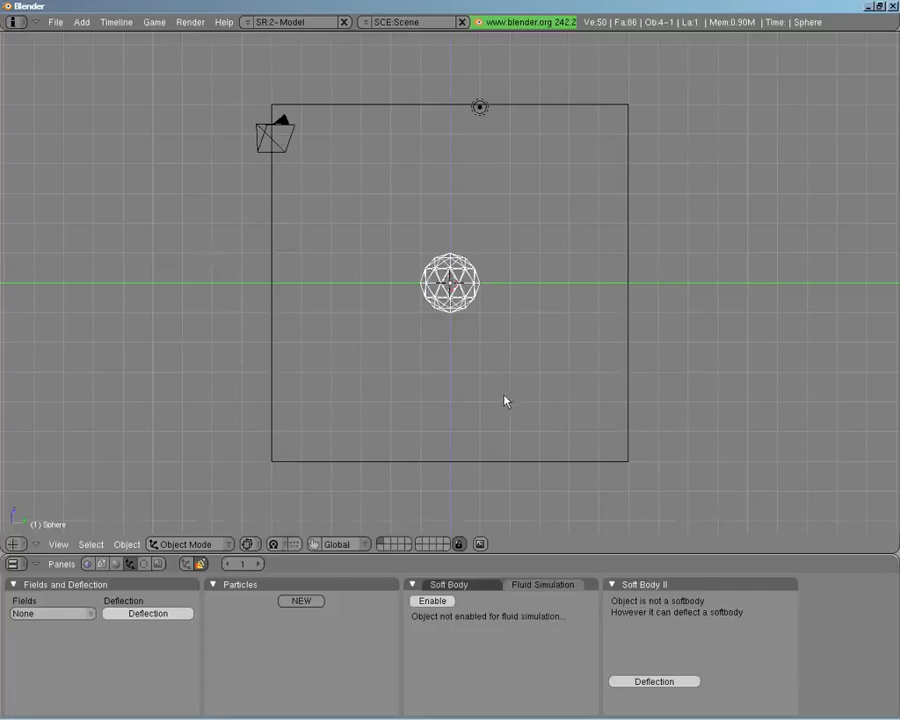 Blender
File Add Timeline Game Render Help SR:2-Model SCE:Scene www.blender.org 242.2 Ve:50 | Fa:86 | Ob:4-1 | La:1 | Mem:0.90M | Time: | Sphere
(1) Sphere
View Select Object Object Mode Global
Panels 1
Fields and Deflection Particles Soft Body Fluid Simulation Soft Body II
Fields Deflection NEW Enable Object is not a softbody
None Deflection Object not enabled for fluid simulation... However it can deflect a softbody
Deflection